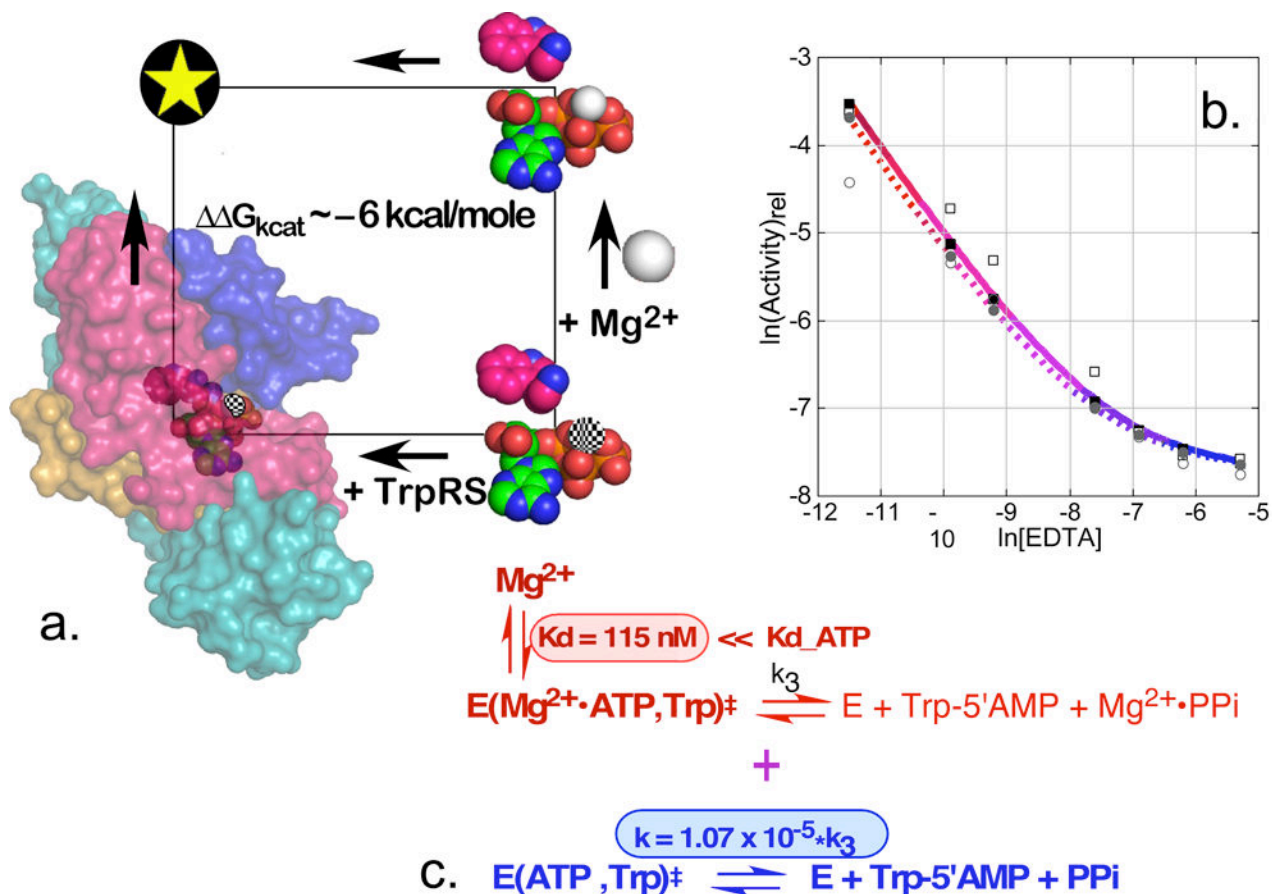 ΔΔGkcat ~ −6 kcal/mole
+ Mg2+
+ TrpRS
a.
b.
ln(Activity)rel
-3
-4
-5
-6
-7
-8
-12 -11 - -9 -8 -7 -6 -5
10 ln[EDTA]
Mg2+
Kd = 115 nM << Kd_ATP
k3
E(Mg2+•ATP,Trp)‡ E + Trp-5'AMP + Mg2+•PPi
+
k = 1.07 x 10-5*k3
c. E(ATP ,Trp)‡ E + Trp-5'AMP + PPi